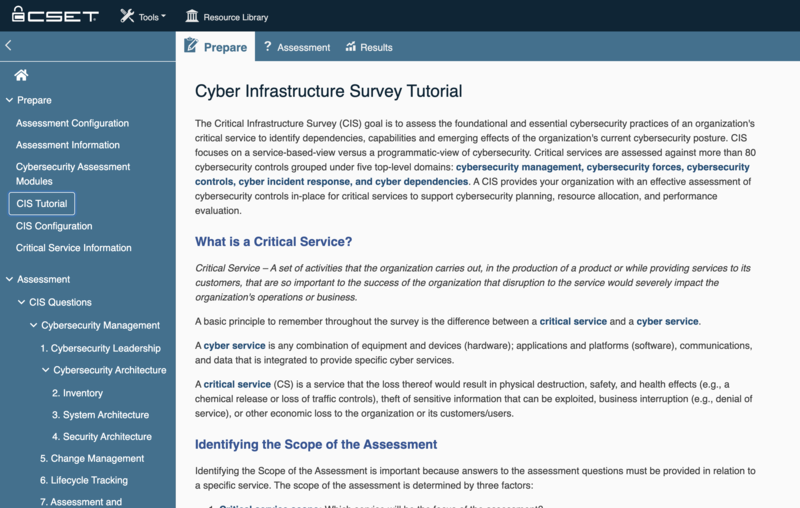 CSET
Tools
Resource Library
Prepare
Assessment
Results
Prepare
Assessment Configuration
Assessment Information
Cybersecurity Assessment
Modules
CIS Tutorial
CIS Configuration
Critical Service Information
Assessment
CIS Questions
Cybersecurity Management
1. Cybersecurity Leadership
Cybersecurity Architecture
2. Inventory
3. System Architecture
4. Security Architecture
5. Change Management
6. Lifecycle Tracking
7. Assessment and
Cyber Infrastructure Survey Tutorial
The Critical Infrastructure Survey (CIS) goal is to assess the foundational and essential cybersecurity practices of an organization's
critical service to identify dependencies, capabilities and emerging effects of the organization's current cybersecurity posture. CIS
focuses on a service-based-view versus a programmatic-view of cybersecurity. Critical services are assessed against more than 80
cybersecurity controls grouped under five top-level domains: cybersecurity management, cybersecurity forces, cybersecurity
controls, cyber incident response, and cyber dependencies. A CIS provides your organization with an effective assessment of
cybersecurity controls in-place for critical services to support cybersecurity planning, resource allocation, and performance
evaluation.
What is a Critical Service?
Critical Service – A set of activities that the organization carries out, in the production of a product or while providing services to its
customers, that are so important to the success of the organization that disruption to the service would severely impact the
organization's operations or business.
A basic principle to remember throughout the survey is the difference between a critical service and a cyber service.
A cyber service is any combination of equipment and devices (hardware); applications and platforms (software), communications,
and data that is integrated to provide specific cyber services.
A critical service (CS) is a service that the loss thereof would result in physical destruction, safety, and health effects (e.g., a
chemical release or loss of traffic controls), theft of sensitive information that can be exploited, business interruption (e.g., denial of
service), or other economic loss to the organization or its customers/users.
Identifying the Scope of the Assessment
Identifying the Scope of the Assessment is important because answers to the assessment questions must be provided in relation to
a specific service. The scope of the assessment is determined by three factors: